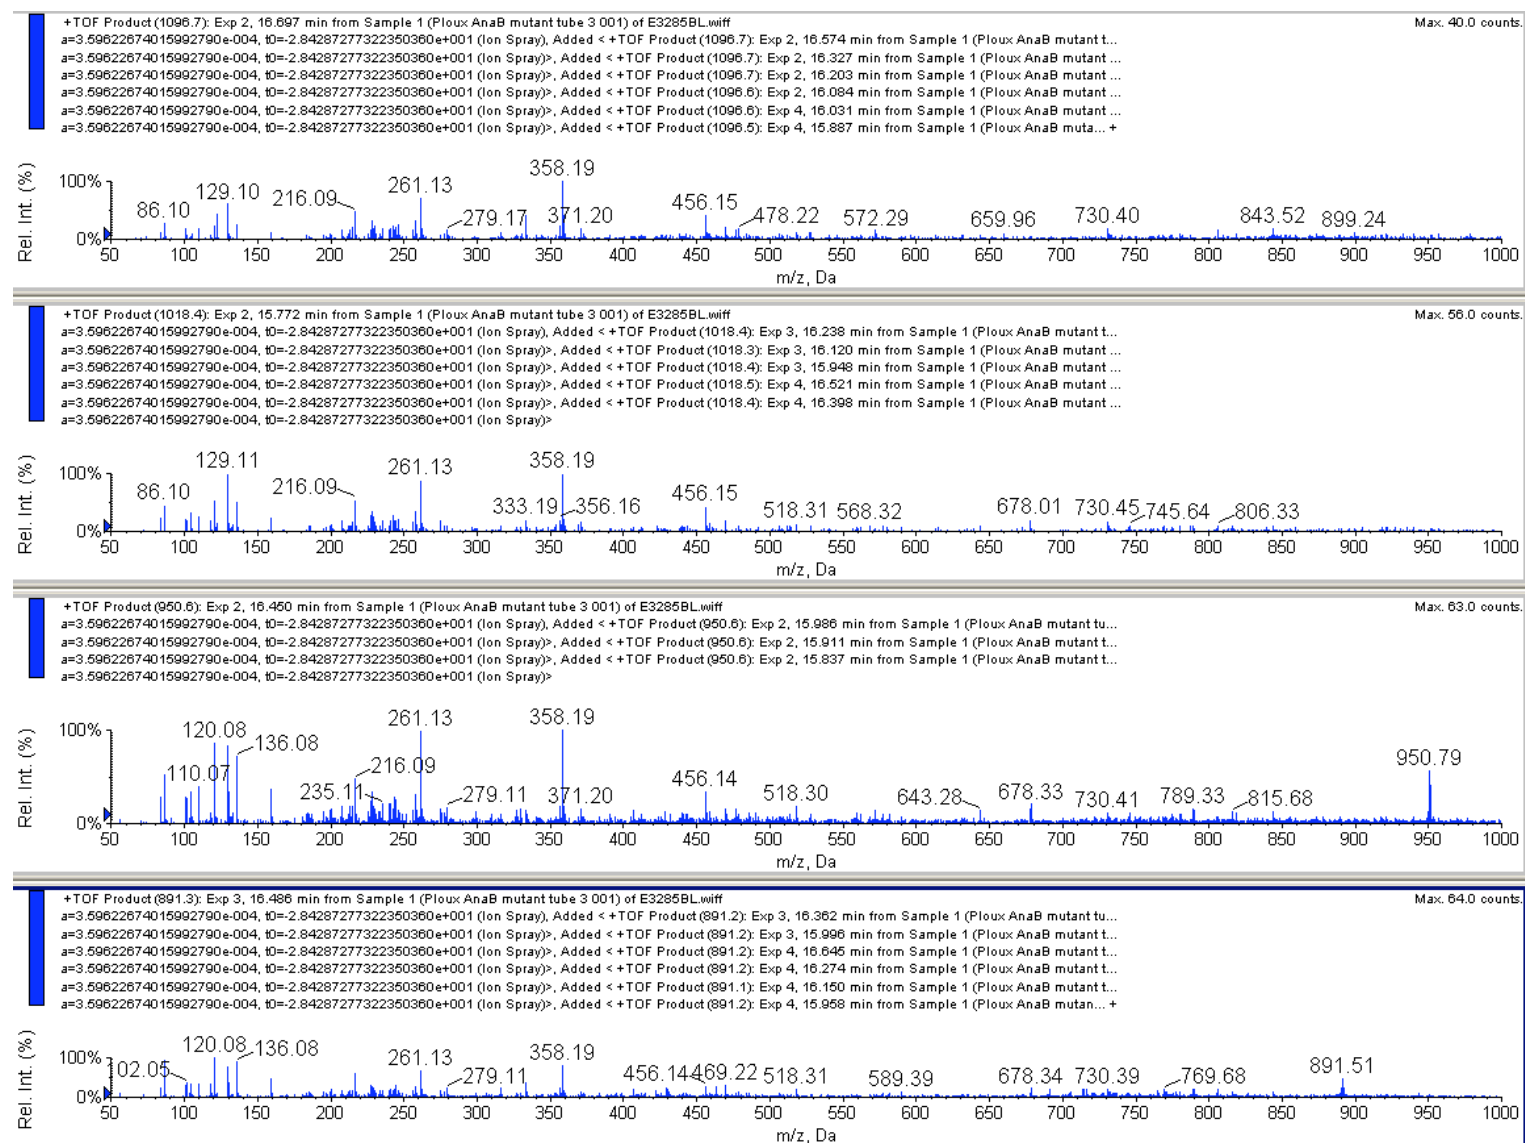 +TOF Product (1096.7): Exp 2, 16.697 min from Sample 1 (Ploux AnaB mutant tube 3 001) of E3285BL.wiff Max. 40.0 counts.
a=3.59622674015992790e-004, t0=-2.84287277322350360e+001 (Ion Spray), Added < +TOF Product (1096.7): Exp 2, 16.574 min from Sample 1 (Ploux AnaB mutant t...
a=3.59622674015992790e-004, t0=-2.84287277322350360e+001 (Ion Spray)>, Added < +TOF Product (1096.7): Exp 2, 16.327 min from Sample 1 (Ploux AnaB mutant ...
a=3.59622674015992790e-004, t0=-2.84287277322350360e+001 (Ion Spray)>, Added < +TOF Product (1096.7): Exp 2, 16.203 min from Sample 1 (Ploux AnaB mutant ...
a=3.59622674015992790e-004, t0=-2.84287277322350360e+001 (Ion Spray)>, Added < +TOF Product (1096.6): Exp 2, 16.084 min from Sample 1 (Ploux AnaB mutant ...
a=3.59622674015992790e-004, t0=-2.84287277322350360e+001 (Ion Spray)>, Added < +TOF Product (1096.6): Exp 4, 16.031 min from Sample 1 (Ploux AnaB mutant ...
a=3.59622674015992790e-004, t0=-2.84287277322350360e+001 (Ion Spray)>, Added < +TOF Product (1096.5): Exp 4, 15.887 min from Sample 1 (Ploux AnaB muta... +
Rel. Int. (%)
100%
0%
86.10 129.10 216.09 261.13 279.17 358.19 371.20 456.15 478.22 572.29 659.96 730.40 843.52 899.24
50 100 150 200 250 300 350 400 450 500 550 600 650 700 750 800 850 900 950 1000
m/z, Da
+TOF Product (1018.4): Exp 2, 15.772 min from Sample 1 (Ploux AnaB mutant tube 3 001) of E3285BL.wiff Max. 56.0 counts.
a=3.59622674015992790e-004, t0=-2.84287277322350360e+001 (Ion Spray), Added < +TOF Product (1018.4): Exp 3, 16.238 min from Sample 1 (Ploux AnaB mutant t...
a=3.59622674015992790e-004, t0=-2.84287277322350360e+001 (Ion Spray)>, Added < +TOF Product (1018.3): Exp 3, 16.120 min from Sample 1 (Ploux AnaB mutant ...
a=3.59622674015992790e-004, t0=-2.84287277322350360e+001 (Ion Spray)>, Added < +TOF Product (1018.4): Exp 3, 15.948 min from Sample 1 (Ploux AnaB mutant ...
a=3.59622674015992790e-004, t0=-2.84287277322350360e+001 (Ion Spray)>, Added < +TOF Product (1018.5): Exp 4, 16.521 min from Sample 1 (Ploux AnaB mutant ...
a=3.59622674015992790e-004, t0=-2.84287277322350360e+001 (Ion Spray)>, Added < +TOF Product (1018.4): Exp 4, 16.398 min from Sample 1 (Ploux AnaB mutant ...
a=3.59622674015992790e-004, t0=-2.84287277322350360e+001 (Ion Spray)>
Rel. Int. (%)
100%
0%
86.10 129.11 216.09 261.13 333.19 358.19 356.16 456.15 518.31 568.32 678.01 730.45 745.64 806.33
50 100 150 200 250 300 350 400 450 500 550 600 650 700 750 800 850 900 950 1000
m/z, Da
+TOF Product (950.6): Exp 2, 16.450 min from Sample 1 (Ploux AnaB mutant tube 3 001) of E3285BL.wiff Max. 63.0 counts.
a=3.59622674015992790e-004, t0=-2.84287277322350360e+001 (Ion Spray), Added < +TOF Product (950.6): Exp 2, 15.986 min from Sample 1 (Ploux AnaB mutant tu...
a=3.59622674015992790e-004, t0=-2.84287277322350360e+001 (Ion Spray)>, Added < +TOF Product (950.6): Exp 2, 15.911 min from Sample 1 (Ploux AnaB mutant t...
a=3.59622674015992790e-004, t0=-2.84287277322350360e+001 (Ion Spray)>, Added < +TOF Product (950.6): Exp 2, 15.837 min from Sample 1 (Ploux AnaB mutant t...
a=3.59622674015992790e-004, t0=-2.84287277322350360e+001 (Ion Spray)>
Rel. Int. (%)
100%
0%
110.07 120.08 136.08 216.09 235.11 261.13 279.11 358.19 371.20 456.14 518.30 643.28 678.33 730.41 789.33 815.68 950.79
50 100 150 200 250 300 350 400 450 500 550 600 650 700 750 800 850 900 950 1000
m/z, Da
+TOF Product (891.3): Exp 3, 16.486 min from Sample 1 (Ploux AnaB mutant tube 3 001) of E3285BL.wiff Max. 64.0 counts.
a=3.59622674015992790e-004, t0=-2.84287277322350360e+001 (Ion Spray), Added < +TOF Product (891.2): Exp 3, 16.362 min from Sample 1 (Ploux AnaB mutant tu...
a=3.59622674015992790e-004, t0=-2.84287277322350360e+001 (Ion Spray)>, Added < +TOF Product (891.2): Exp 3, 15.996 min from Sample 1 (Ploux AnaB mutant t...
a=3.59622674015992790e-004, t0=-2.84287277322350360e+001 (Ion Spray)>, Added < +TOF Product (891.2): Exp 4, 16.645 min from Sample 1 (Ploux AnaB mutant t...
a=3.59622674015992790e-004, t0=-2.84287277322350360e+001 (Ion Spray)>, Added < +TOF Product (891.2): Exp 4, 16.274 min from Sample 1 (Ploux AnaB mutant t...
a=3.59622674015992790e-004, t0=-2.84287277322350360e+001 (Ion Spray)>, Added < +TOF Product (891.1): Exp 4, 16.150 min from Sample 1 (Ploux AnaB mutant t...
a=3.59622674015992790e-004, t0=-2.84287277322350360e+001 (Ion Spray)>, Added < +TOF Product (891.2): Exp 4, 15.958 min from Sample 1 (Ploux AnaB mutan... +
Rel. Int. (%)
100%
0%
02.05 120.08 136.08 261.13 279.11 358.19 456.14 469.22 518.31 589.39 678.34 730.39 769.68 891.51
50 100 150 200 250 300 350 400 450 500 550 600 650 700 750 800 850 900 950 1000
m/z, Da